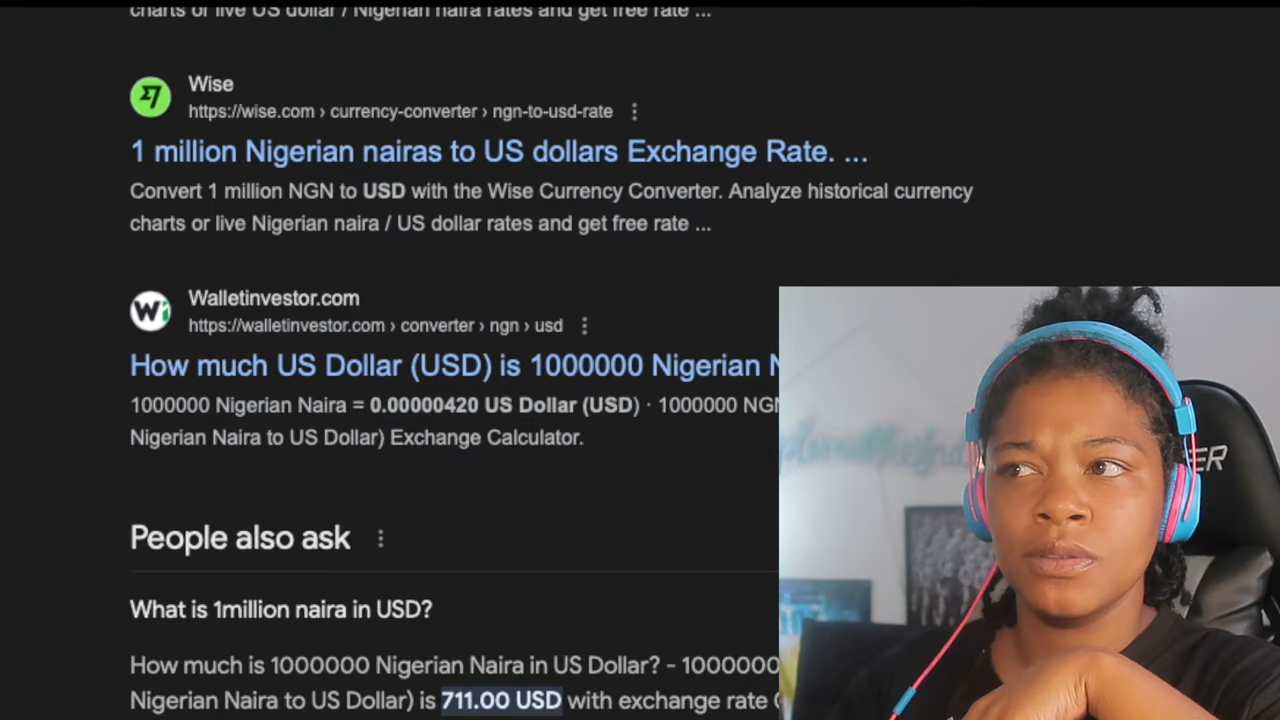 charts or live US dollar / Nigerian naira rates and get free rate ...
Wise
https://wise.com › currency-converter › ngn-to-usd-rate
1 million Nigerian nairas to US dollars Exchange Rate. ...
Convert 1 million NGN to USD with the Wise Currency Converter. Analyze historical currency
charts or live Nigerian naira / US dollar rates and get free rate ...
Walletinvestor.com
https://walletinvestor.com › converter › ngn › usd
How much US Dollar (USD) is 1000000 Nigerian N
1000000 Nigerian Naira = 0.00000420 US Dollar (USD) · 1000000 NGN
Nigerian Naira to US Dollar) Exchange Calculator.
People also ask
What is 1million naira in USD?
How much is 1000000 Nigerian Naira in US Dollar? - 1000000
Nigerian Naira to US Dollar) is 711.00 USD with exchange rate